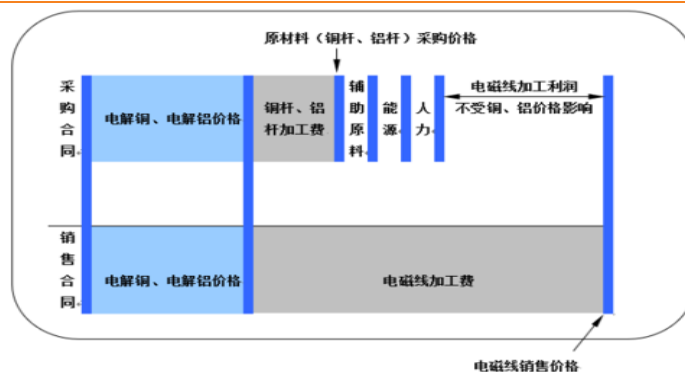 原材料（铜杆、铝杆）采购价格
采购合同
电解铜、电解铝价格
铜杆、铝
杆加工费
辅助原料
能源
人力
电磁线加工利润
不受铜、铝价格影响
销售合同
电解铜、电解铝价格
电磁线加工费
电磁线销售价格